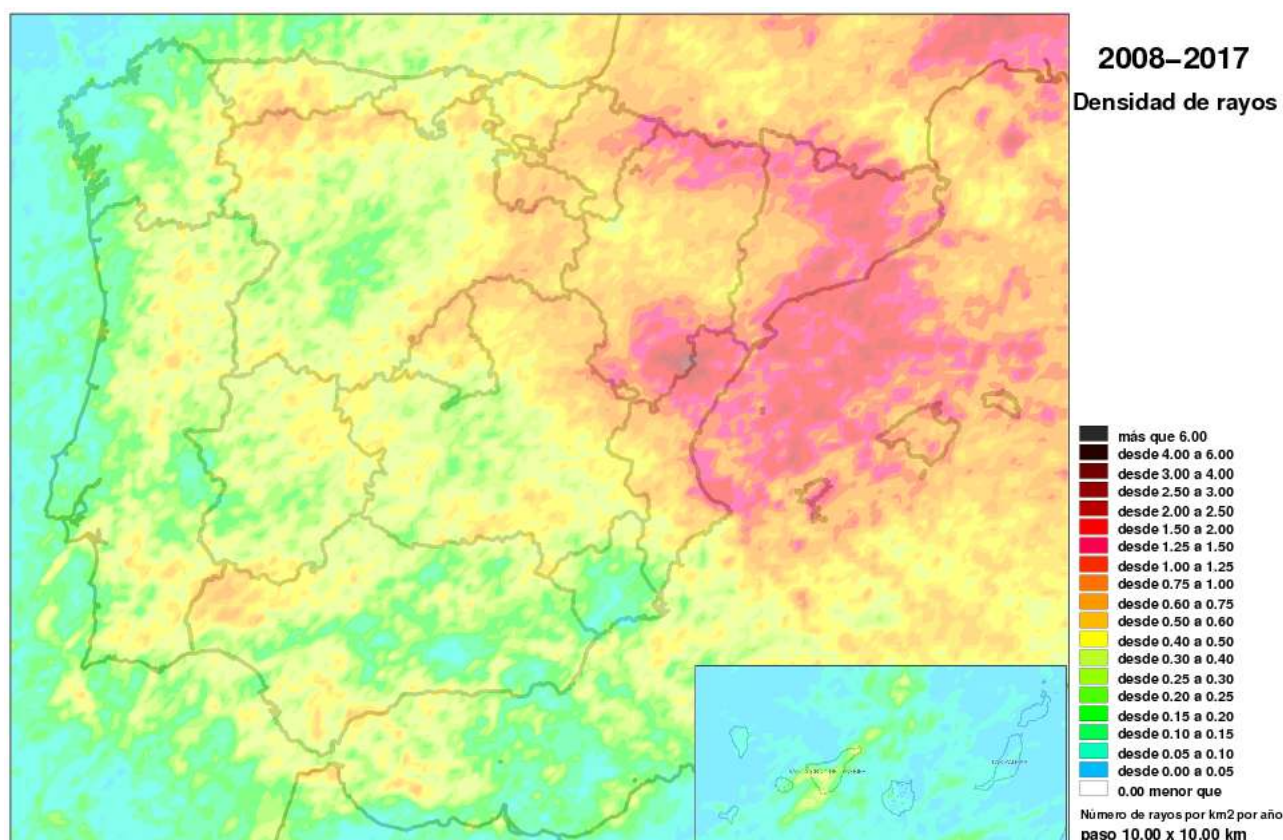 2008–2017
Densidad de rayos
más que 6.00
desde 4.00 a 6.00
desde 3.00 a 4.00
desde 2.50 a 3.00
desde 2.00 a 2.50
desde 1.50 a 2.00
desde 1.25 a 1.50
desde 1.00 a 1.25
desde 0.75 a 1.00
desde 0.60 a 0.75
desde 0.50 a 0.60
desde 0.40 a 0.50
desde 0.30 a 0.40
desde 0.25 a 0.30
desde 0.20 a 0.25
desde 0.15 a 0.20
desde 0.10 a 0.15
desde 0.05 a 0.10
desde 0.00 a 0.05
0.00 menor que
Número de rayos por km2 por año
paso 10.00 x 10.00 km